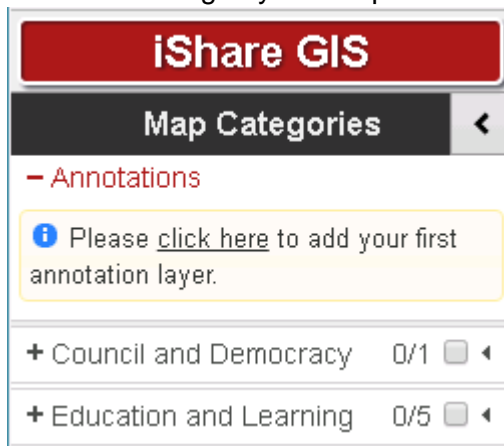 iShare GIS
Map Categories
− Annotations
Please click here to add your first
annotation layer.
+ Council and Democracy 0/1
+ Education and Learning 0/5